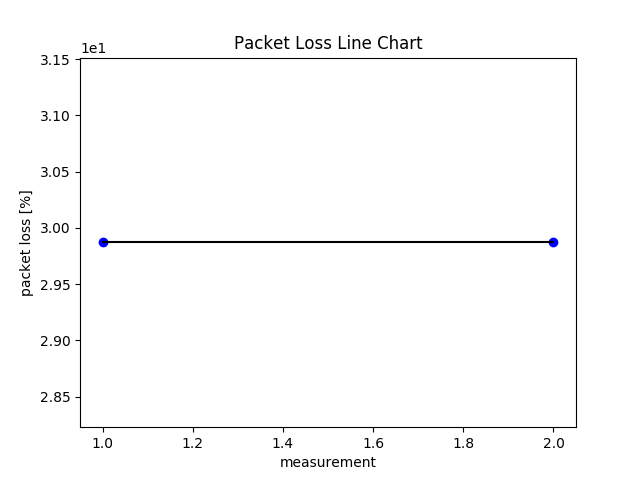 Packet Loss Line Chart
1e1
3.15
3.10
3.05
3.00
2.95
2.90
2.85
packet loss [%]
1.0 1.2 1.4 1.6 1.8 2.0
measurement